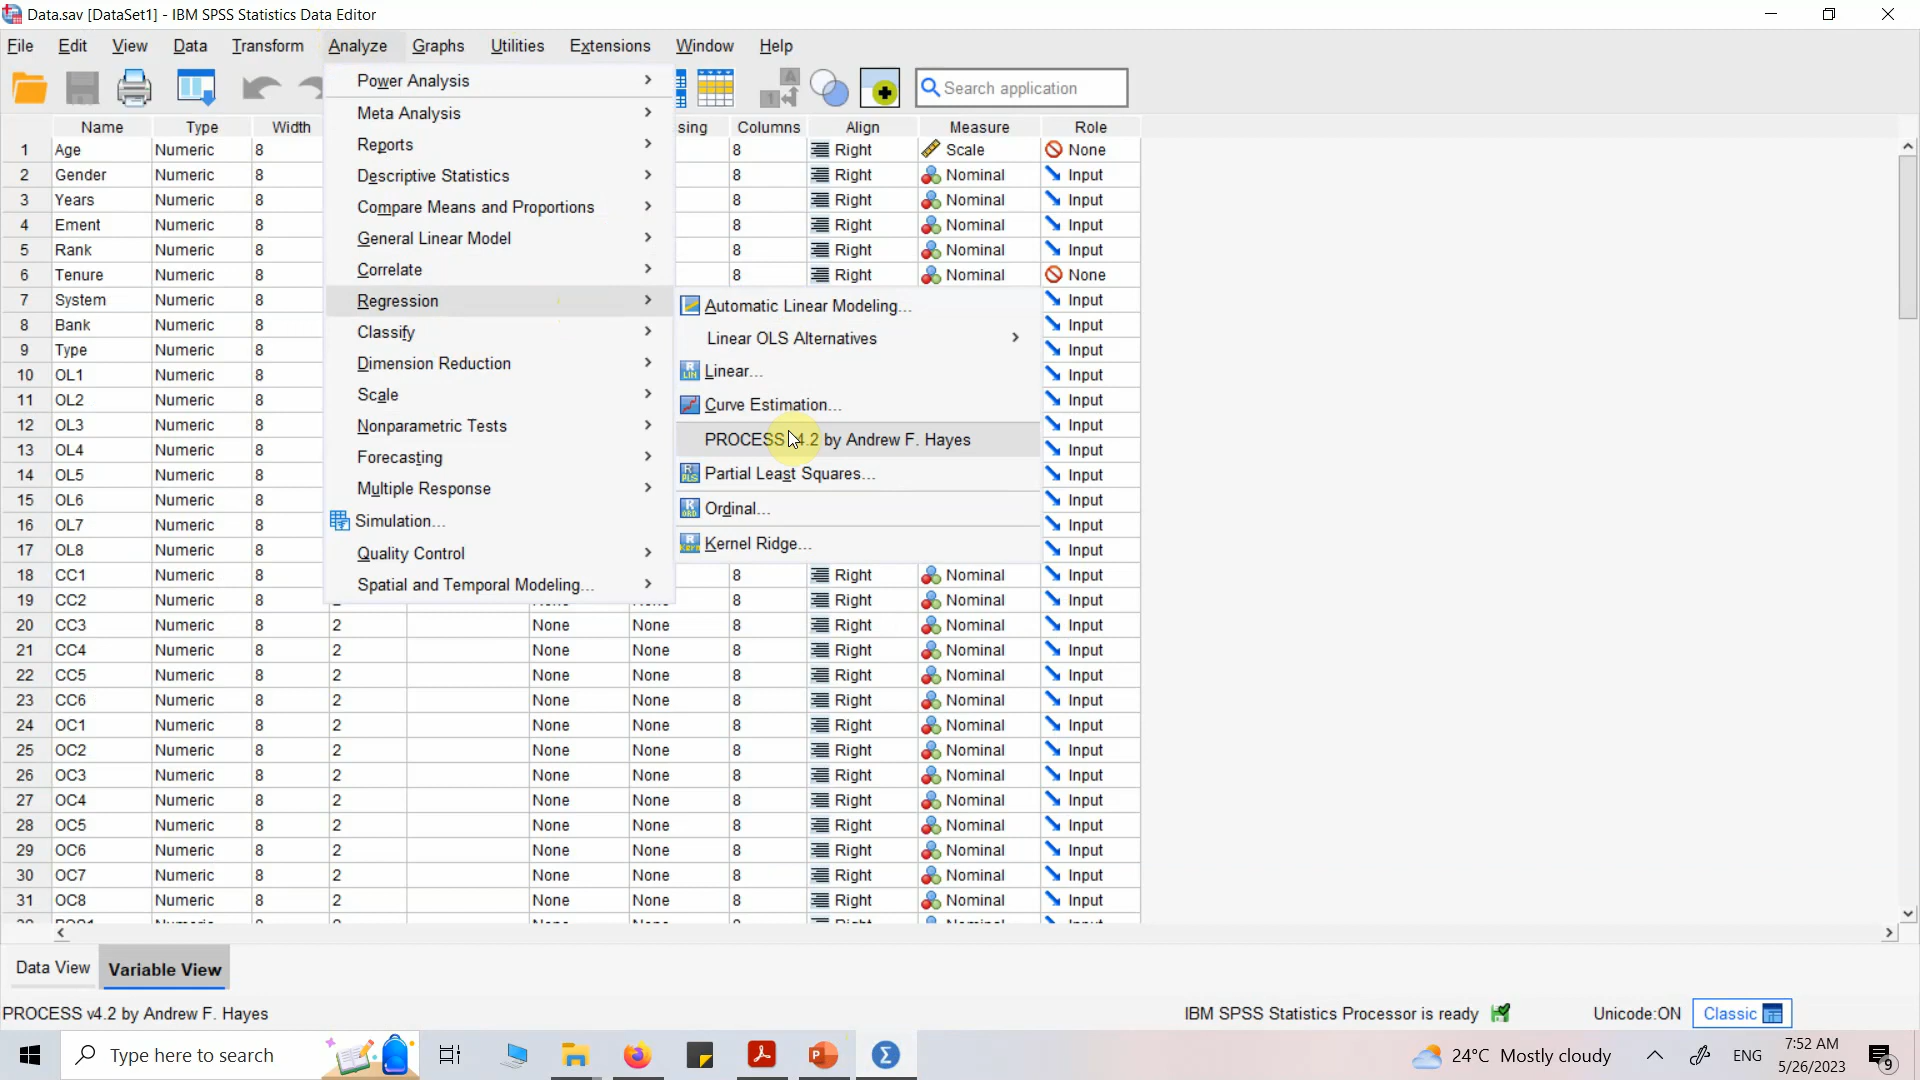 Data.sav [DataSet1] - IBM SPSS Statistics Data Editor
File Edit View Data Transform Analyze Graphs Utilities Extensions Window Help
Search application
Power Analysis
Meta Analysis
Reports
Descriptive Statistics
Compare Means and Proportions
General Linear Model
Correlate
Regression
Classify
Dimension Reduction
Scale
Nonparametric Tests
Forecasting
Multiple Response
Simulation...
Quality Control
Spatial and Temporal Modeling...
Automatic Linear Modeling...
Linear OLS Alternatives
Linear...
Curve Estimation...
PROCESS v4.2 by Andrew F. Hayes
Partial Least Squares...
Ordinal...
Kernel Ridge...
Name Type Width sing Columns Align Measure Role
1 Age Numeric 8 8 Right Scale None
2 Gender Numeric 8 8 Right Nominal Input
3 Years Numeric 8 8 Right Nominal Input
4 Ement Numeric 8 8 Right Nominal Input
5 Rank Numeric 8 8 Right Nominal Input
6 Tenure Numeric 8 8 Right Nominal None
7 System Numeric 8 Input
8 Bank Numeric 8 Input
9 Type Numeric 8 Input
10 OL1 Numeric 8 Input
11 OL2 Numeric 8 Input
12 OL3 Numeric 8 Input
13 OL4 Numeric 8 Input
14 OL5 Numeric 8 Input
15 OL6 Numeric 8 Input
16 OL7 Numeric 8 Input
17 OL8 Numeric 8 Input
18 CC1 Numeric 8 8 Right Nominal Input
19 CC2 Numeric 8 8 Right Nominal Input
20 CC3 Numeric 8 2 None None 8 Right Nominal Input
21 CC4 Numeric 8 2 None None 8 Right Nominal Input
22 CC5 Numeric 8 2 None None 8 Right Nominal Input
23 CC6 Numeric 8 2 None None 8 Right Nominal Input
24 OC1 Numeric 8 2 None None 8 Right Nominal Input
25 OC2 Numeric 8 2 None None 8 Right Nominal Input
26 OC3 Numeric 8 2 None None 8 Right Nominal Input
27 OC4 Numeric 8 2 None None 8 Right Nominal Input
28 OC5 Numeric 8 2 None None 8 Right Nominal Input
29 OC6 Numeric 8 2 None None 8 Right Nominal Input
30 OC7 Numeric 8 2 None None 8 Right Nominal Input
31 OC8 Numeric 8 2 None None 8 Right Nominal Input
Data View Variable View
PROCESS v4.2 by Andrew F. Hayes IBM SPSS Statistics Processor is ready Unicode:ON Classic
Type here to search 24°C Mostly cloudy ENG 7:52 AM
5/26/2023 9